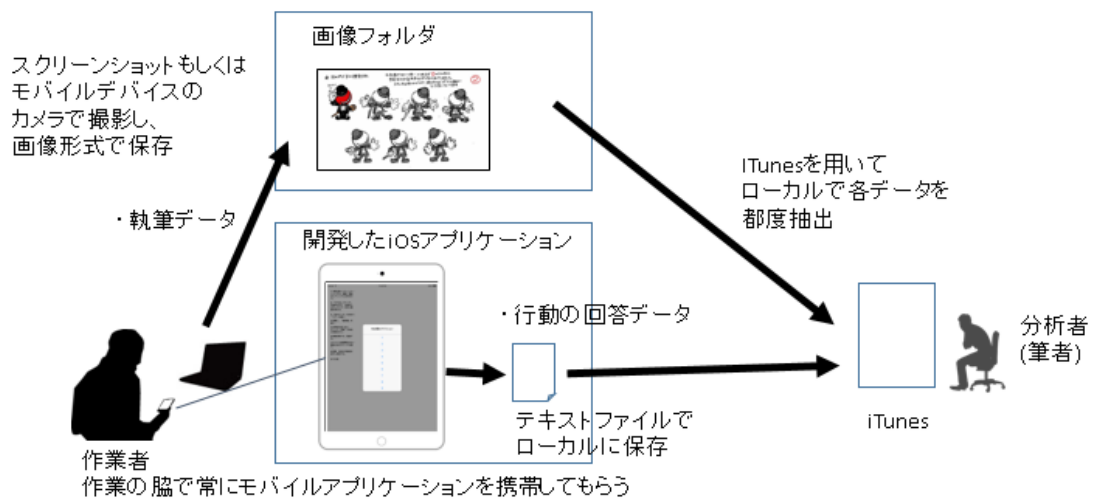 画像フォルダ
スクリーンショットもしくは
モバイルデバイスの
カメラで撮影し、
画像形式で保存
・執筆データ
ITunesを用いて
ローカルで各データを
都度抽出
開発したiOSアプリケーション
・行動の回答データ
テキストファイルで
ローカルに保存
分析者
(筆者)
iTunes
作業者
作業の脇で常にモバイルアプリケーションを携帯してもらう